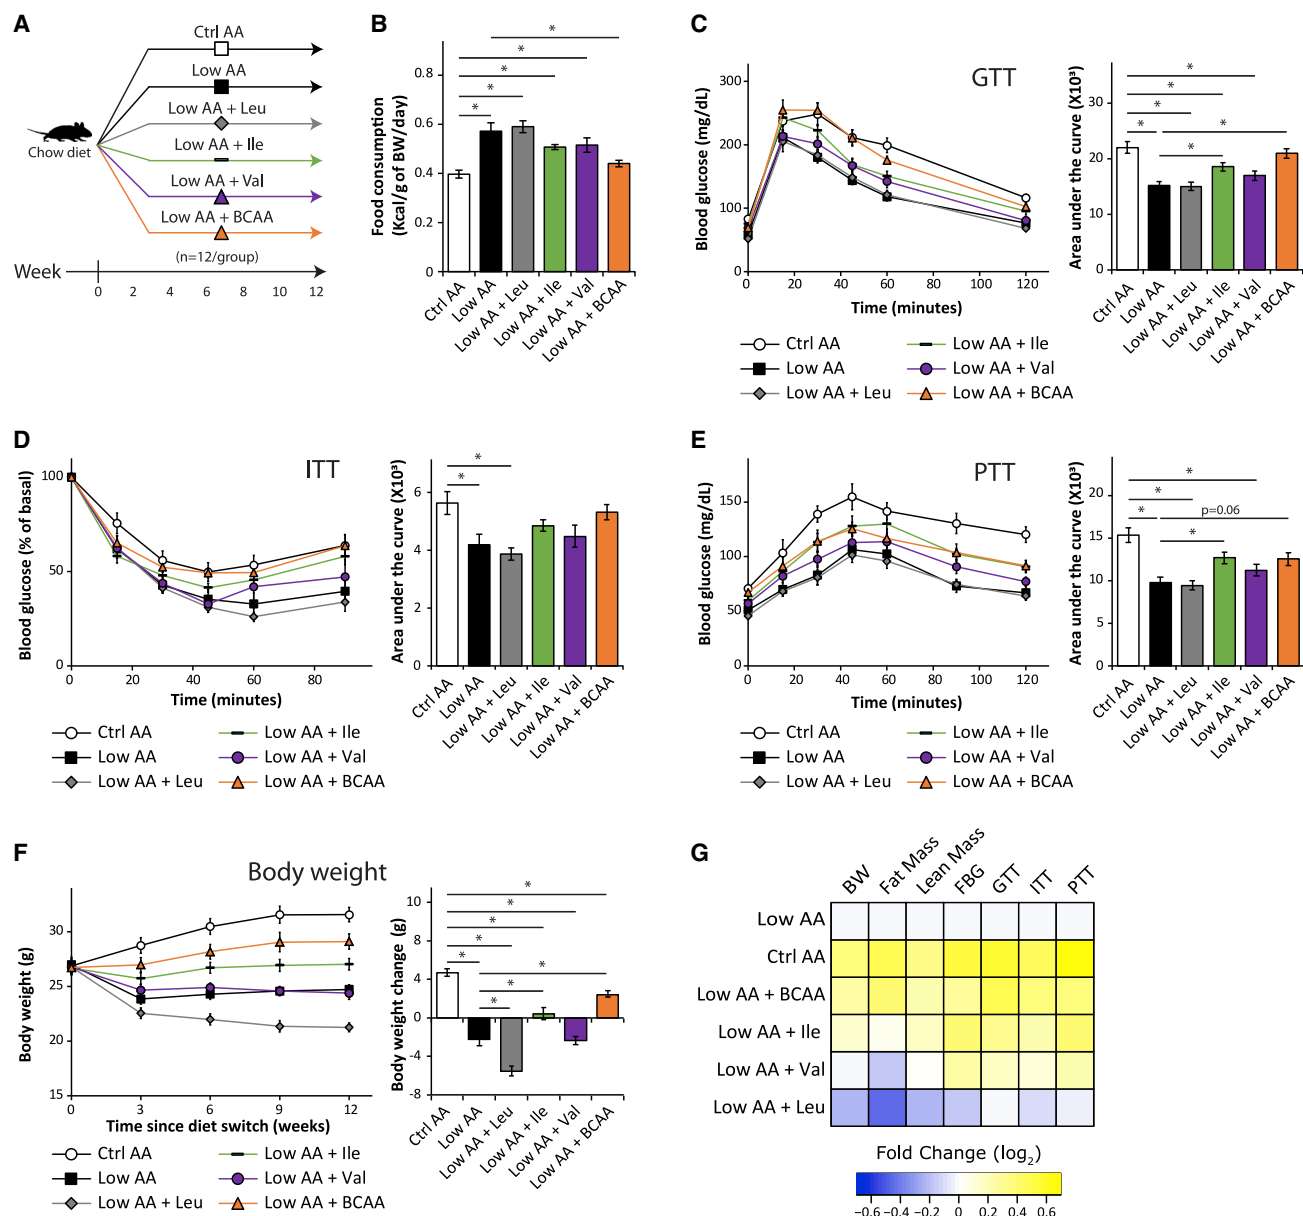 A
Ctrl AA
Low AA
Low AA + Leu
Chow diet
Low AA + Ile
Low AA + Val
Low AA + BCAA
(n=12/group)
Week
0 2 4 6 8 10 12
B
Food consumption
(Kcal/g of BW/day)
0.8
0.6
0.4
0.2
0
* * * * *
Ctrl AA
Low AA
Low AA + Leu
Low AA + Ile
Low AA + Val
Low AA + BCAA
C
GTT
Blood glucose (mg/dL)
300
200
100
0
0 20 40 60 80 100 120
Time (minutes)
Ctrl AA
Low AA
Low AA + Leu
Low AA + Ile
Low AA + Val
Low AA + BCAA
Area under the curve (X10³)
30
20
10
0
* * * * * *
Ctrl AA
Low AA
Low AA + Leu
Low AA + Ile
Low AA + Val
Low AA + BCAA
D
ITT
Blood glucose (% of basal)
100
50
0
0 20 40 60 80
Time (minutes)
Ctrl AA
Low AA
Low AA + Leu
Low AA + Ile
Low AA + Val
Low AA + BCAA
Area under the curve (X10³)
6
4
2
0
* *
Ctrl AA
Low AA
Low AA + Leu
Low AA + Ile
Low AA + Val
Low AA + BCAA
E
PTT
Blood glucose (mg/dL)
150
100
50
0
0 20 40 60 80 100 120
Time (minutes)
Ctrl AA
Low AA
Low AA + Leu
Low AA + Ile
Low AA + Val
Low AA + BCAA
Area under the curve (X10³)
20
15
10
5
0
* * * p=0.06 *
Ctrl AA
Low AA
Low AA + Leu
Low AA + Ile
Low AA + Val
Low AA + BCAA
F
Body weight
Body weight (g)
30
25
20
15
0 3 6 9 12
Time since diet switch (weeks)
Ctrl AA
Low AA
Low AA + Leu
Low AA + Ile
Low AA + Val
Low AA + BCAA
Body weight change (g)
10
8
4
0
-4
-8
* * * * * * * *
Ctrl AA
Low AA
Low AA + Leu
Low AA + Ile
Low AA + Val
Low AA + BCAA
G
BW Fat Mass Lean Mass FBG GTT ITT PTT
Low AA
Ctrl AA
Low AA + BCAA
Low AA + Ile
Low AA + Val
Low AA + Leu
Fold Change (log₂)
−0.6 −0.2 0 0.2 0.6